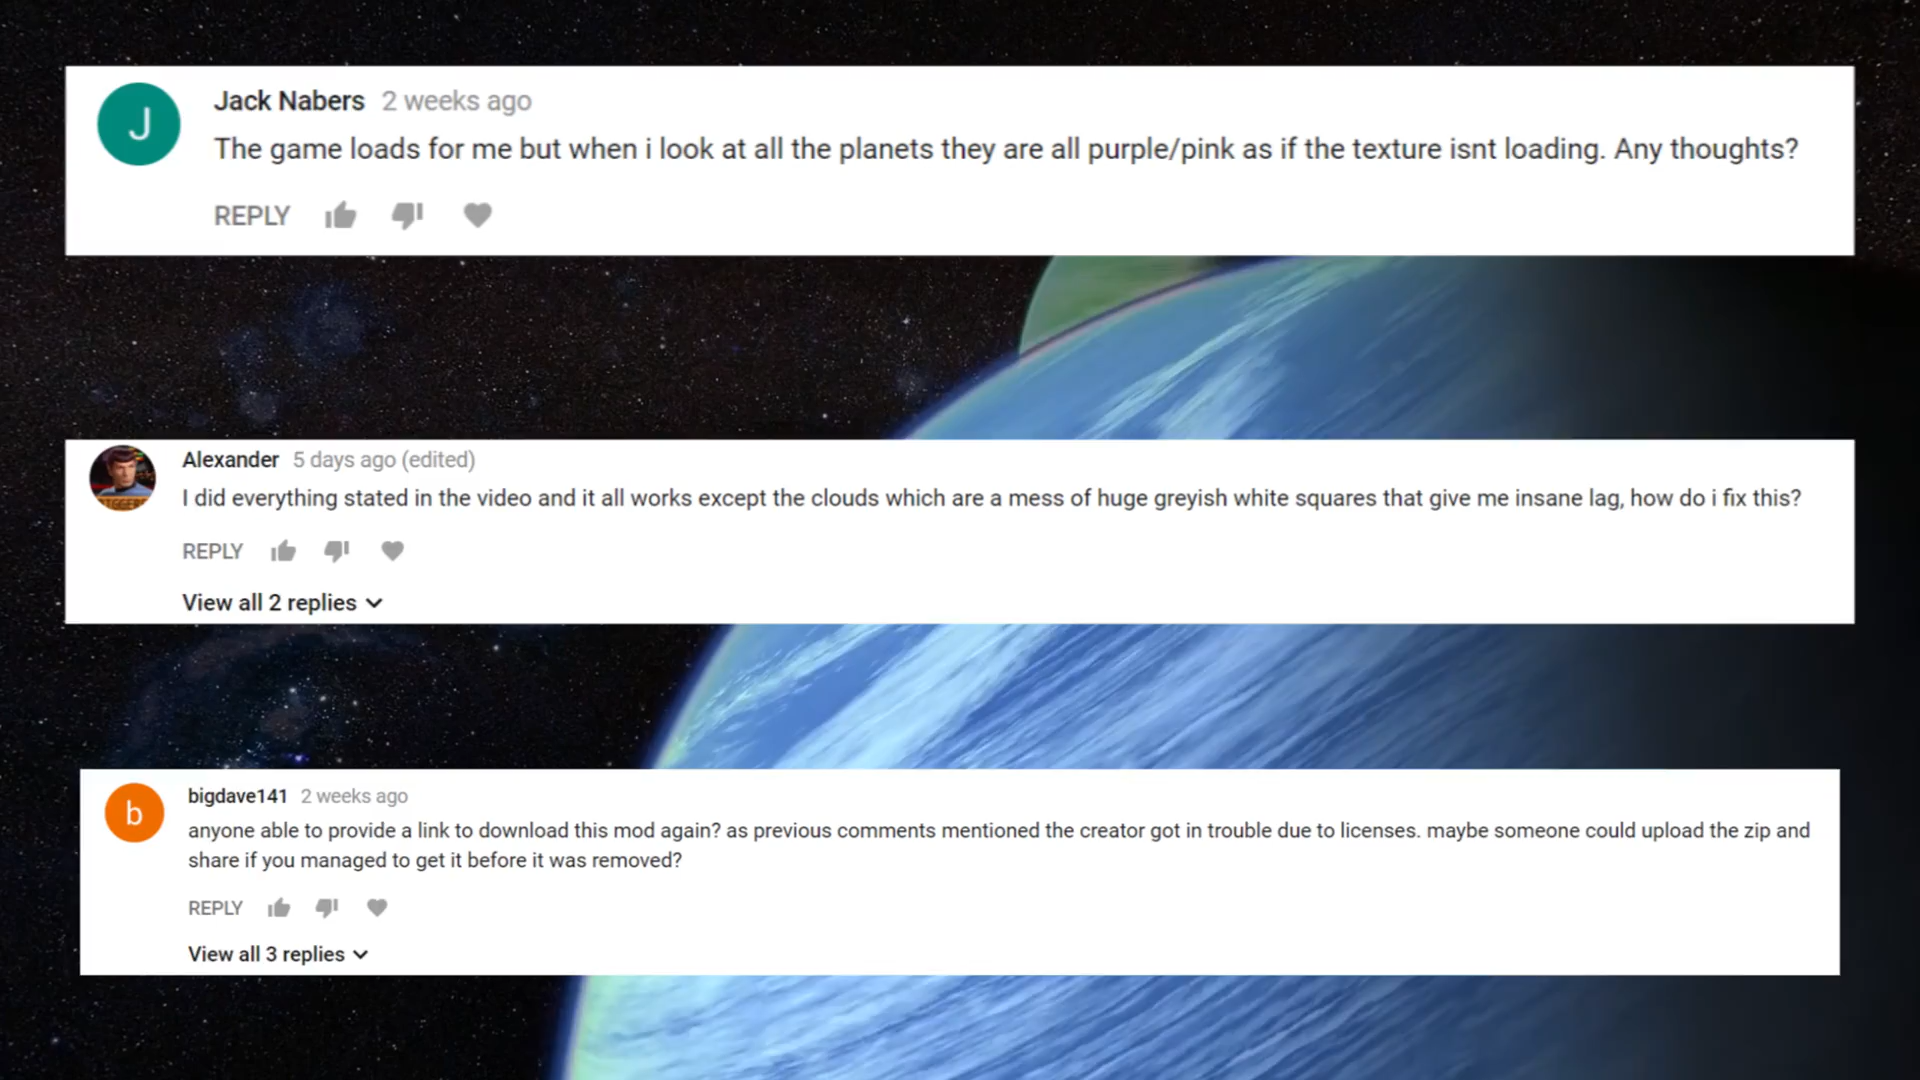 J
Jack Nabers 2 weeks ago
The game loads for me but when i look at all the planets they are all purple/pink as if the texture isnt loading. Any thoughts?
REPLY
Alexander 5 days ago (edited)
I did everything stated in the video and it all works except the clouds which are a mess of huge greyish white squares that give me insane lag, how do i fix this?
REPLY
View all 2 replies
b
bigdave141 2 weeks ago
anyone able to provide a link to download this mod again? as previous comments mentioned the creator got in trouble due to licenses. maybe someone could upload the zip and
share if you managed to get it before it was removed?
REPLY
View all 3 replies